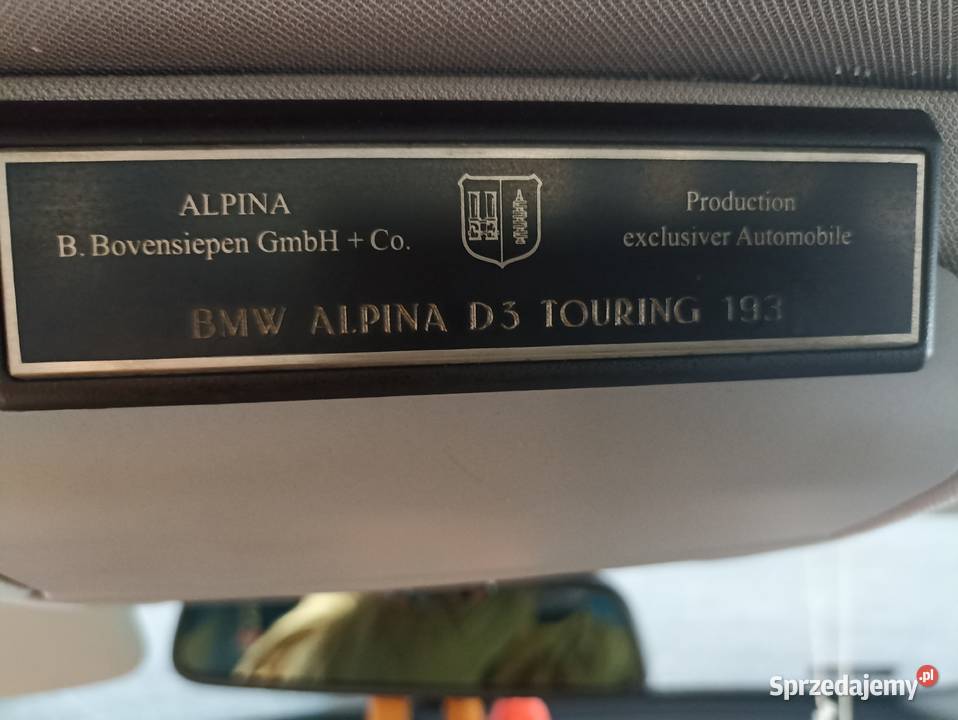 ALPINA
B. Bovensiepen GmbH + Co.
Production
exclusiver Automobile
BMW ALPINA D3 TOURING 193
Sprzedajemy.pl